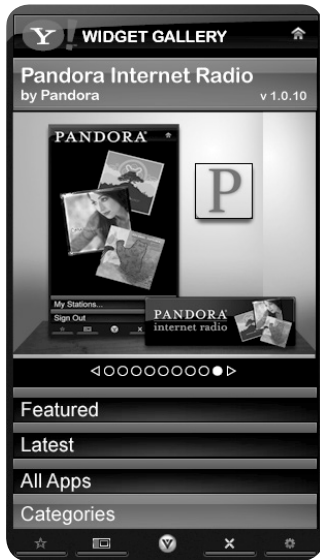 Y! WIDGET GALLERY
Pandora Internet Radio
by Pandora
v 1.0.10
PANDORA
P
My Stations...
Sign Out
PANDORA
internet radio
Featured
Latest
All Apps
Categories